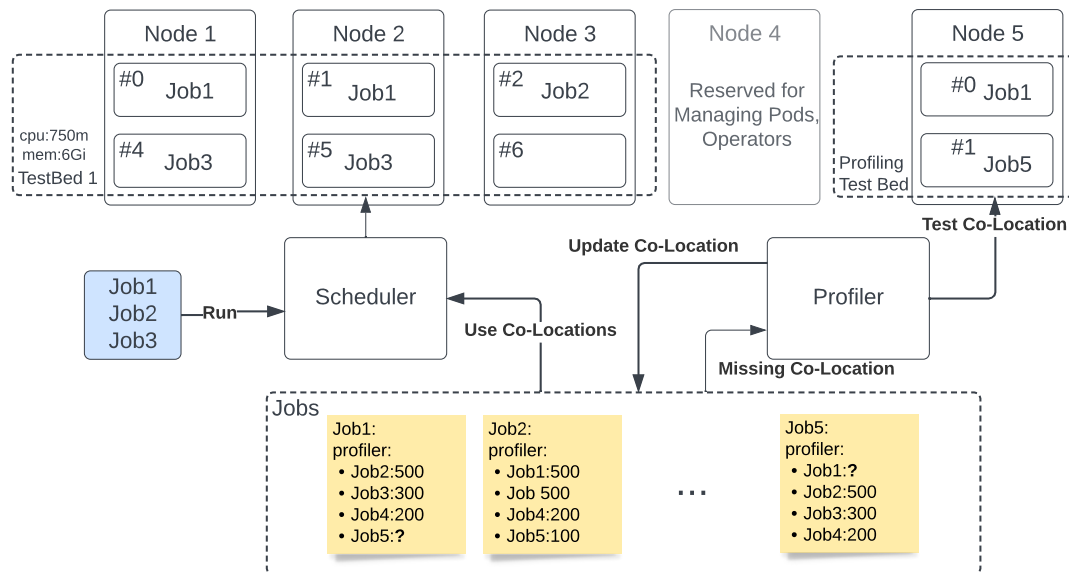 Node 1
Node 2
Node 3
Node 4
Node 5
#0
Job1
#1
Job1
#2
Job2
Reserved for
Managing Pods,
Operators
#0
Job1
cpu:750m
mem:6Gi
TestBed 1
#4
Job3
#5
Job3
#6
Profiling
Test Bed
#1
Job5
Test Co-Location
Update Co-Location
Job1
Job2
Job3
Run
Scheduler
Profiler
Use Co-Locations
Missing Co-Location
Jobs
Job1:
profiler:
• Job2:500
• Job3:300
• Job4:200
• Job5:?
Job2:
profiler:
• Job1:500
• Job 500
• Job4:200
• Job5:100
...
Job5:
profiler:
• Job1:?
• Job2:500
• Job3:300
• Job4:200